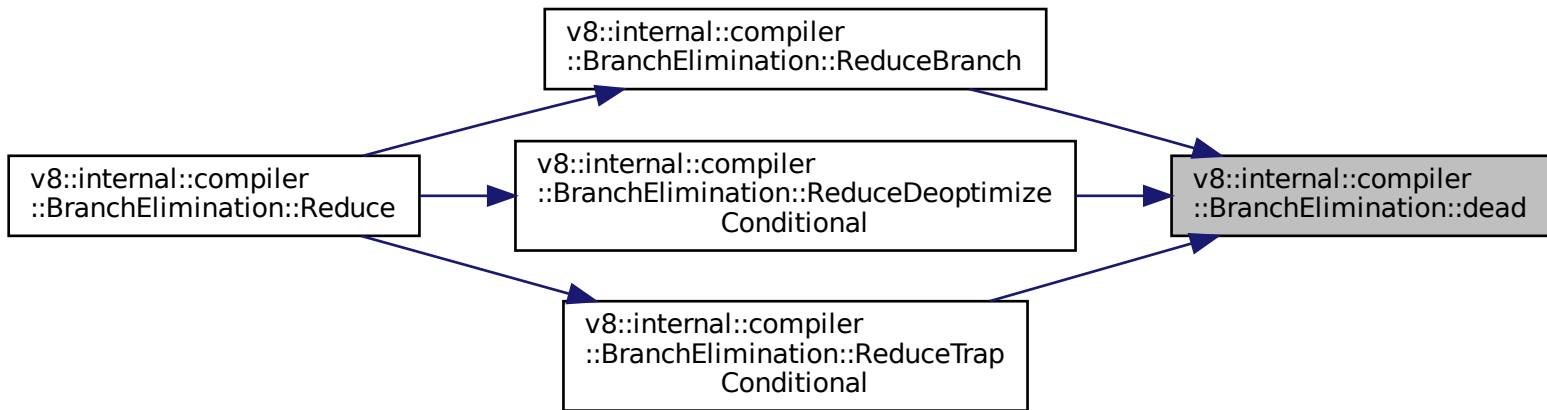 v8::internal::compiler
::BranchElimination::ReduceBranch
v8::internal::compiler
::BranchElimination::Reduce
v8::internal::compiler
::BranchElimination::ReduceDeoptimize
Conditional
v8::internal::compiler
::BranchElimination::dead
v8::internal::compiler
::BranchElimination::ReduceTrap
Conditional